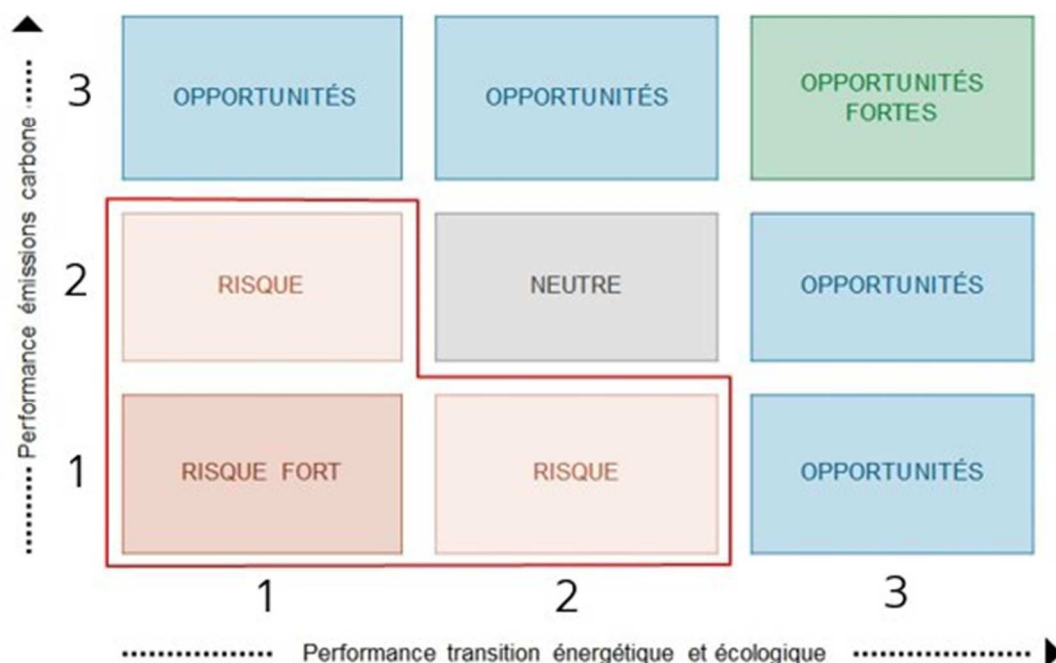 Performance émissions carbone
3
OPPORTUNITÉS
OPPORTUNITÉS
OPPORTUNITÉS
FORTES
2
RISQUE
NEUTRE
OPPORTUNITÉS
1
RISQUE FORT
RISQUE
OPPORTUNITÉS
1
2
3
Performance transition énergétique et écologique